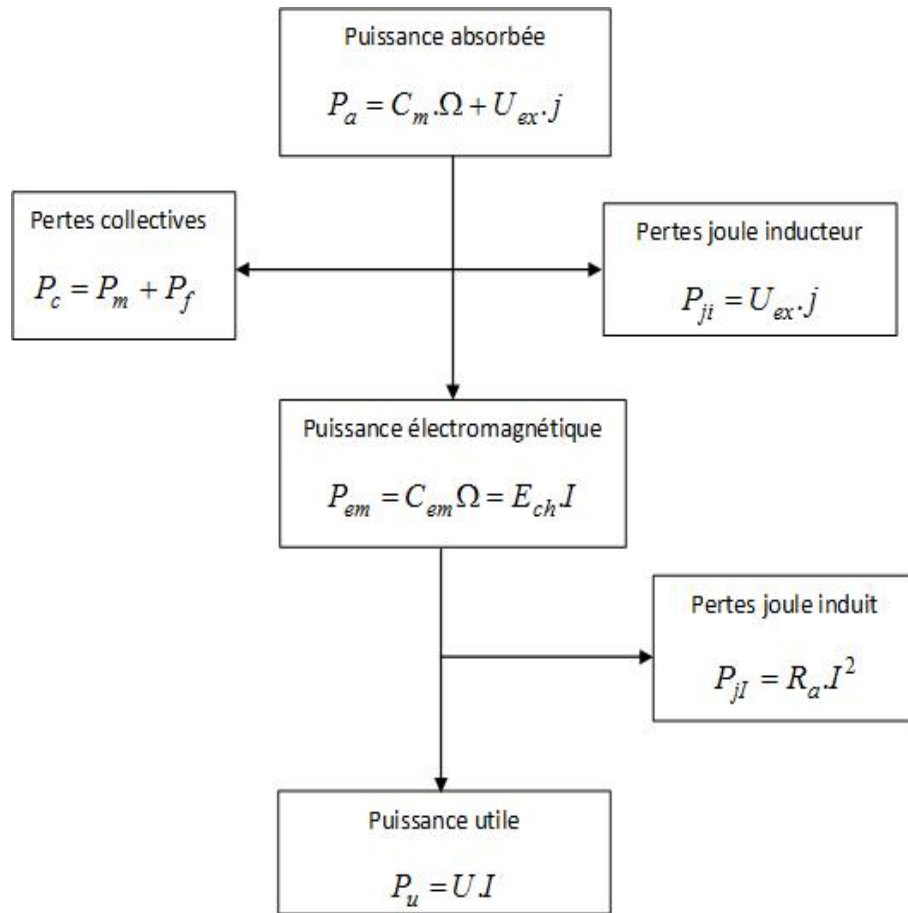 Puissance absorbée
P_a = C_m.Ω + U_ex.j
Pertes collectives
P_c = P_m + P_f
Pertes joule inducteur
P_ji = U_ex.j
Puissance électromagnétique
P_em = C_em Ω = E_ch.I
Pertes joule induit
P_jI = R_a.I²
Puissance utile
P_u = U.I